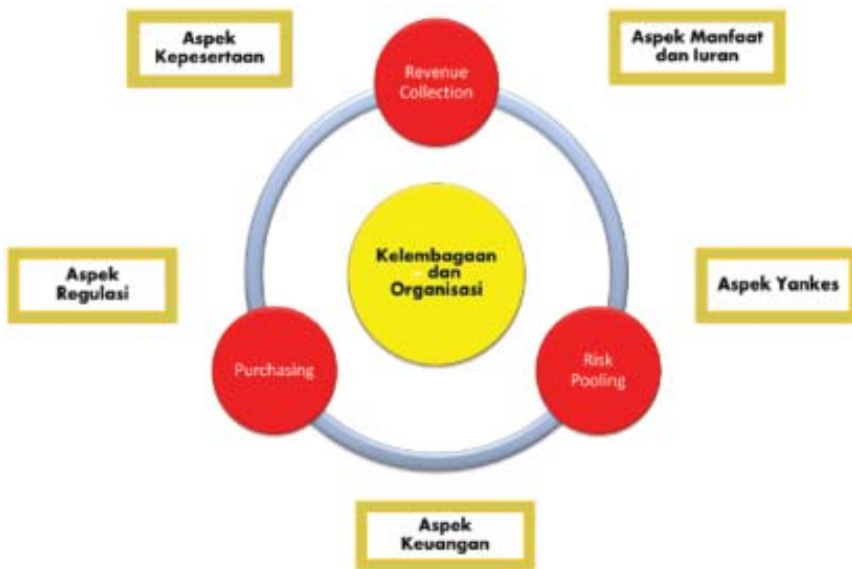 Aspek
Kepesertaan
Revenue
Collection
Aspek Manfaat
dan Iuran
Kelembagaan
dan
Organisasi
Aspek
Regulasi
Aspek Yankes
Purchasing
Risk
Pooling
Aspek
Keuangan